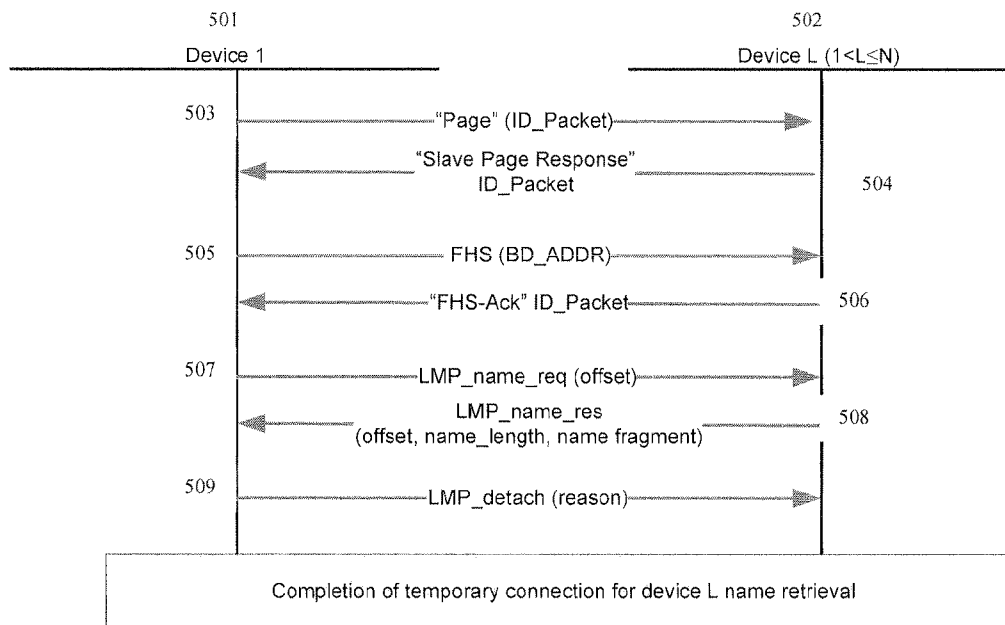 501
502
Device 1
Device L (1<L≤N)
503
"Page" (ID_Packet)
"Slave Page Response"
ID_Packet
504
505
FHS (BD_ADDR)
"FHS-Ack" ID_Packet
506
507
LMP_name_req (offset)
LMP_name_res
(offset, name_length, name fragment)
508
509
LMP_detach (reason)
Completion of temporary connection for device L name retrieval